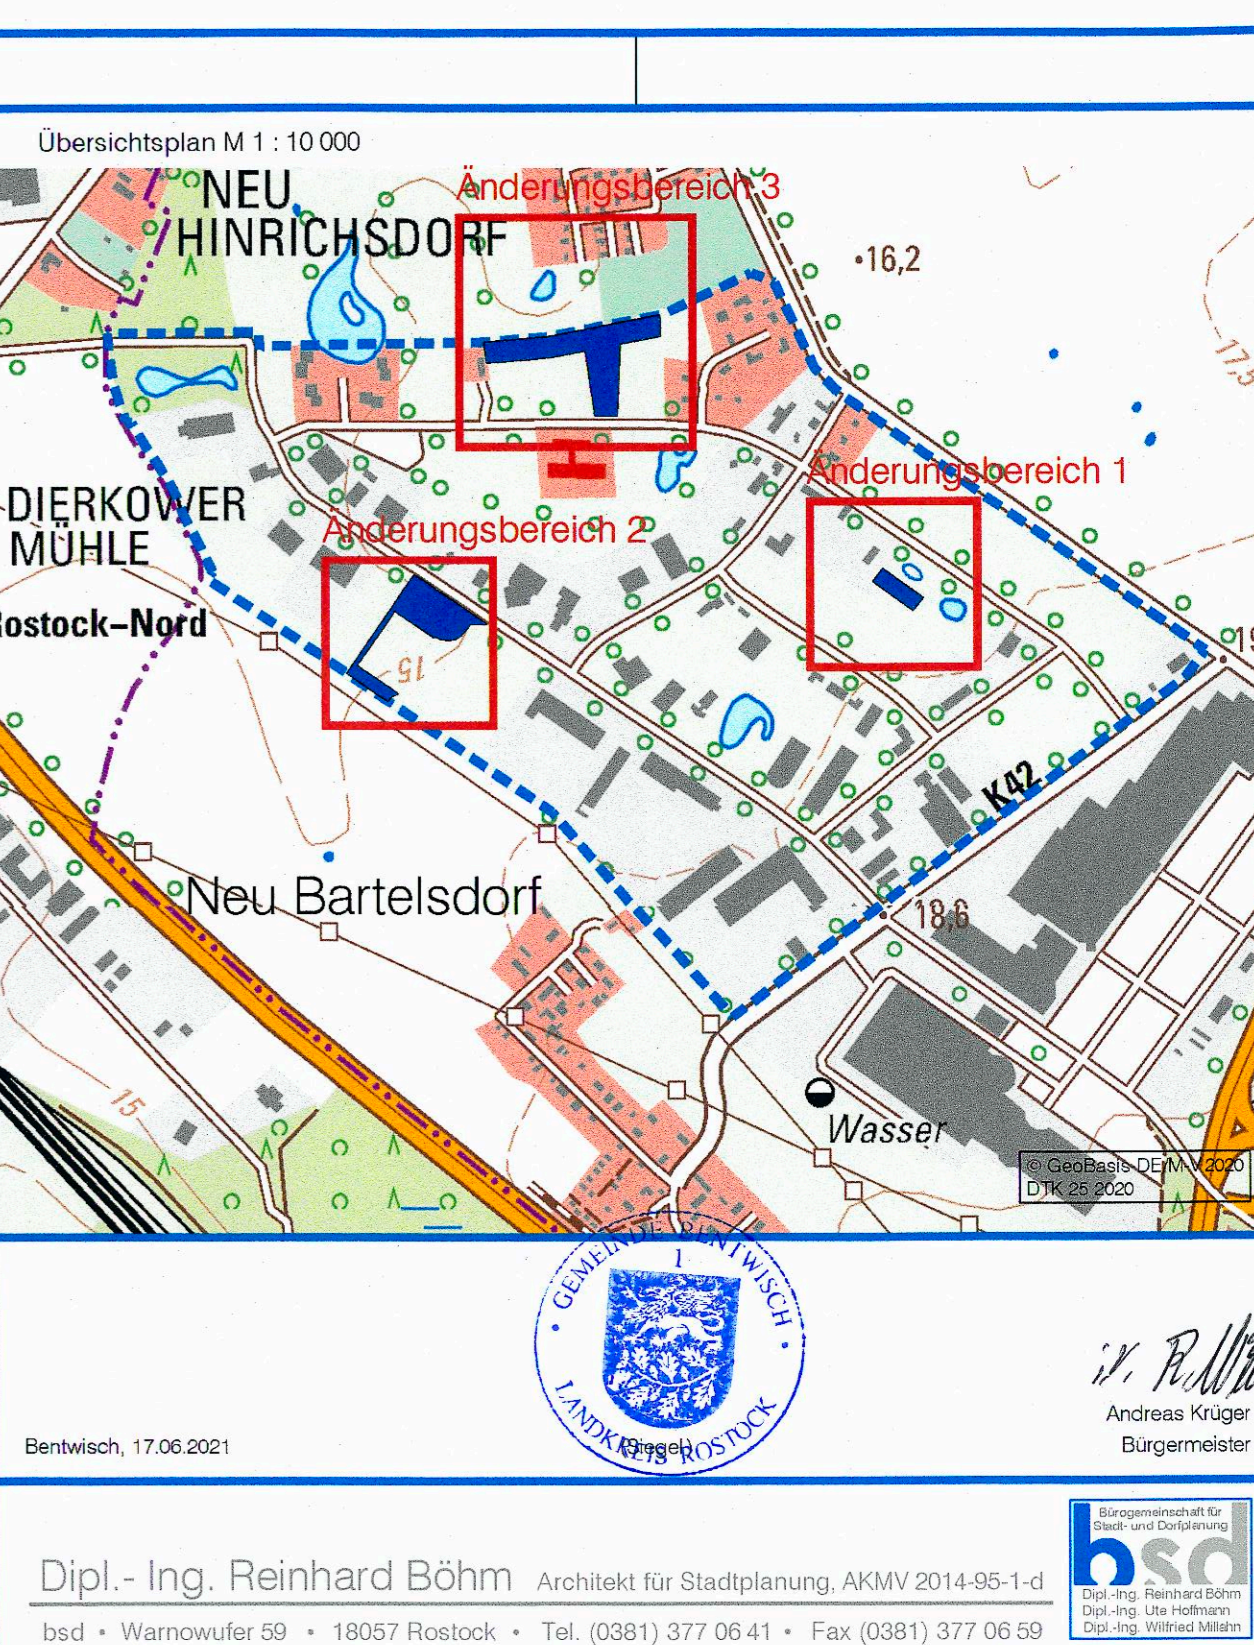 Übersichtsplan M 1 : 10 000
Änderungsbereich 3
NEU
HINRICHSDORF
16,2
17,5
Änderungsbereich 1
DIERKOWER
MÜHLE
Änderungsbereich 2
H
ostock-Nord
15
K42
Neu Bartelsdorf
18,6
15
Wasser
© GeoBasis-DE/M-V 2020
DTK 25 2020
GEMEINDE BENTWISCH
1
LANDKREIS ROSTOCK
(Siegel)
i.V.
Andreas Krüger
Bentwisch, 17.06.2021
Bürgermeister
Bürogemeinschaft für
Stadt- und Dorfplanung
bsd
Dipl.-Ing. Reinhard Böhm
Dipl.-Ing. Ute Hoffmann
Dipl.-Ing. Wilfried Millahn
Dipl.- Ing. Reinhard Böhm Architekt für Stadtplanung, AKMV 2014-95-1-d
bsd • Warnowufer 59 • 18057 Rostock • Tel. (0381) 377 06 41 • Fax (0381) 377 06 59